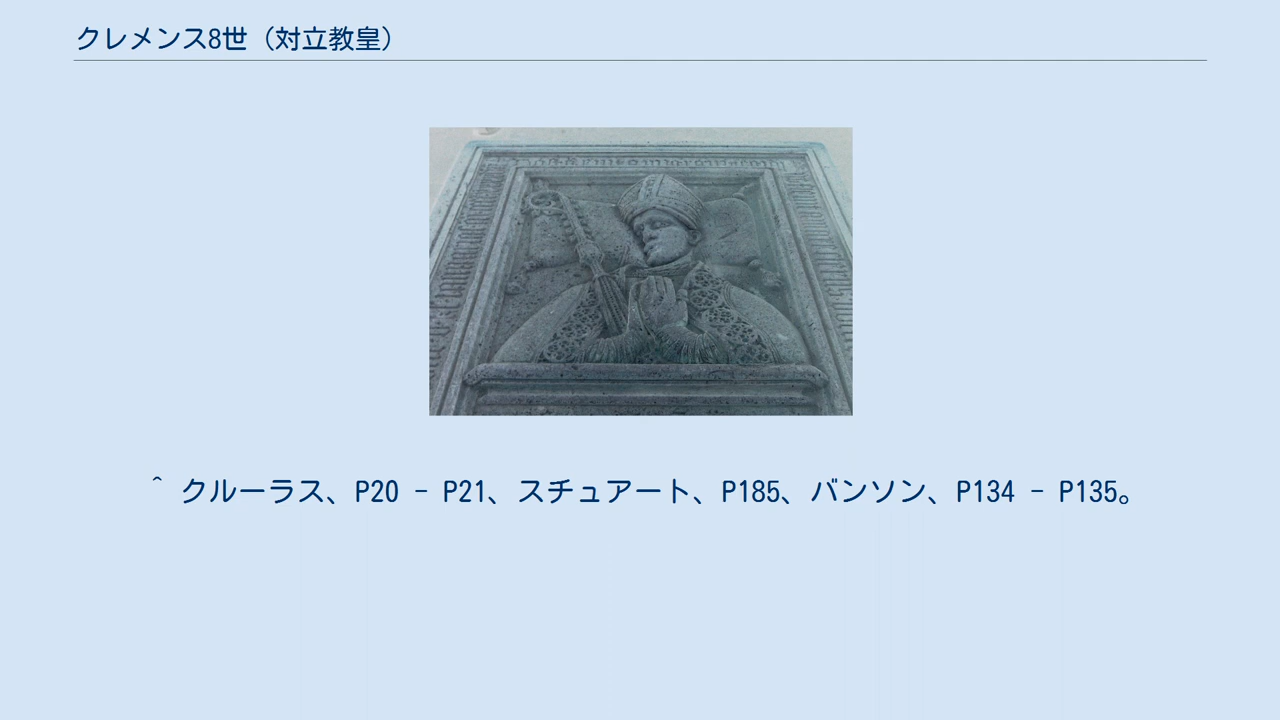 クレメンス8世（対立教皇）
^ クルーラス、P20 - P21、スチュアート、P185、バンソン、P134 - P135。